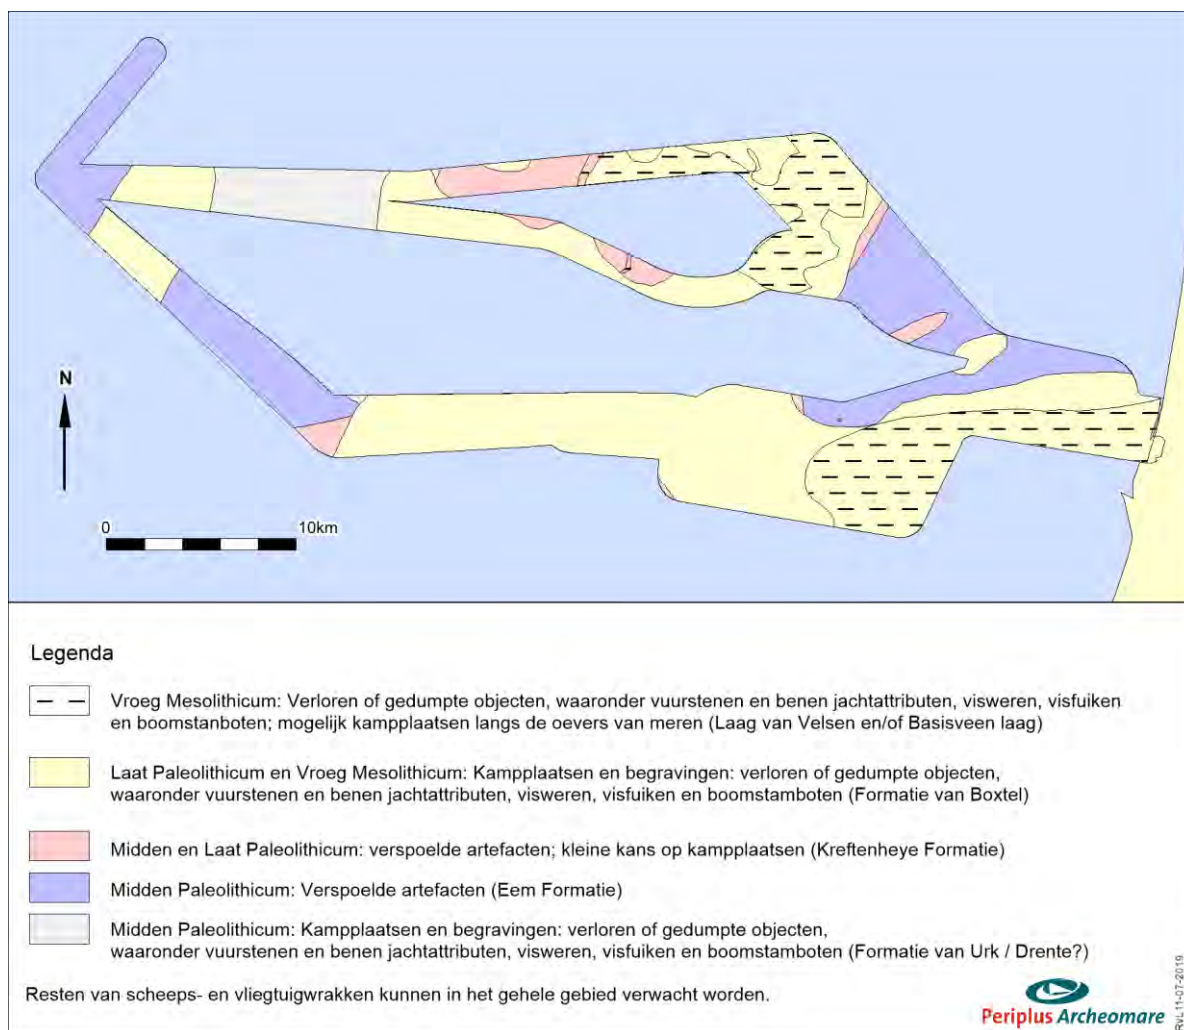 N
0 10km
Legenda
Vroeg Mesolithicum: Verloren of gedumpte objecten, waaronder vuurstenen en benen jachtattributen, visweren, visfuiken
en boomstanboten; mogelijk kampplaatsen langs de oevers van meren (Laag van Velsen en/of Basisveen laag)
Laat Paleolithicum en Vroeg Mesolithicum: Kampplaatsen en begravingen: verloren of gedumpte objecten,
waaronder vuurstenen en benen jachtattributen, visweren, visfuiken en boomstamboten (Formatie van Boxtel)
Midden en Laat Paleolithicum: verspoelde artefacten; kleine kans op kampplaatsen (Kreftenheye Formatie)
Midden Paleolithicum: Verspoelde artefacten (Eem Formatie)
Midden Paleolithicum: Kampplaatsen en begravingen: verloren of gedumpte objecten,
waaronder vuurstenen en benen jachtattributen, visweren, visfuiken en boomstamboten (Formatie van Urk / Drente?)
Resten van scheeps- en vliegtuigwrakken kunnen in het gehele gebied verwacht worden.
Periplus Archeomare
RvL 11-07-2019